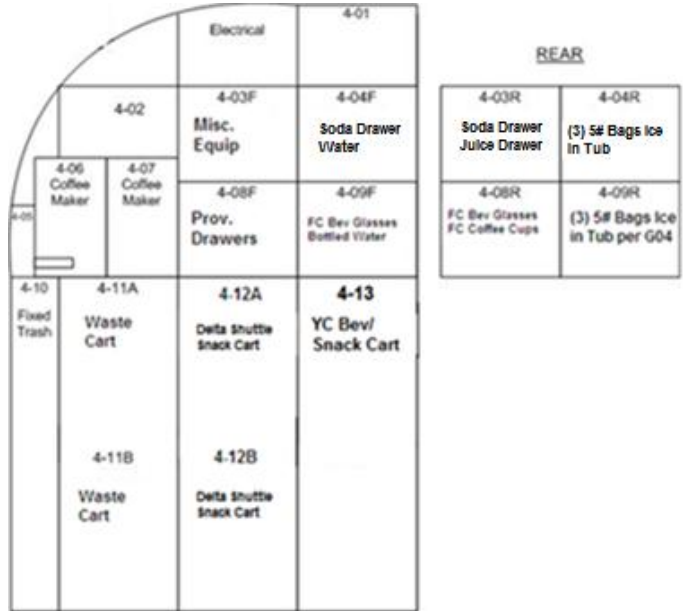 Electrical
4-01
REAR
4-02
4-03F
Misc.
Equip
4-04F
Soda Drawer
Water
4-03R
Soda Drawer
Juice Drawer
4-04R
(3) 5# Bags Ice
in Tub
4-05
4-06
Coffee
Maker
4-07
Coffee
Maker
4-08F
Prov.
Drawers
4-09F
FC Bev Glasses
Bottled Water
4-08R
FC Bev Glasses
FC Coffee Cups
4-09R
(3) 5# Bags Ice
in Tub per G04
4-10
Fixed
Trash
4-11A
Waste
Cart
4-12A
Delta Shuttle
Snack Cart
4-13
YC Bev/
Snack Cart
4-11B
Waste
Cart
4-12B
Delta Shuttle
Snack Cart